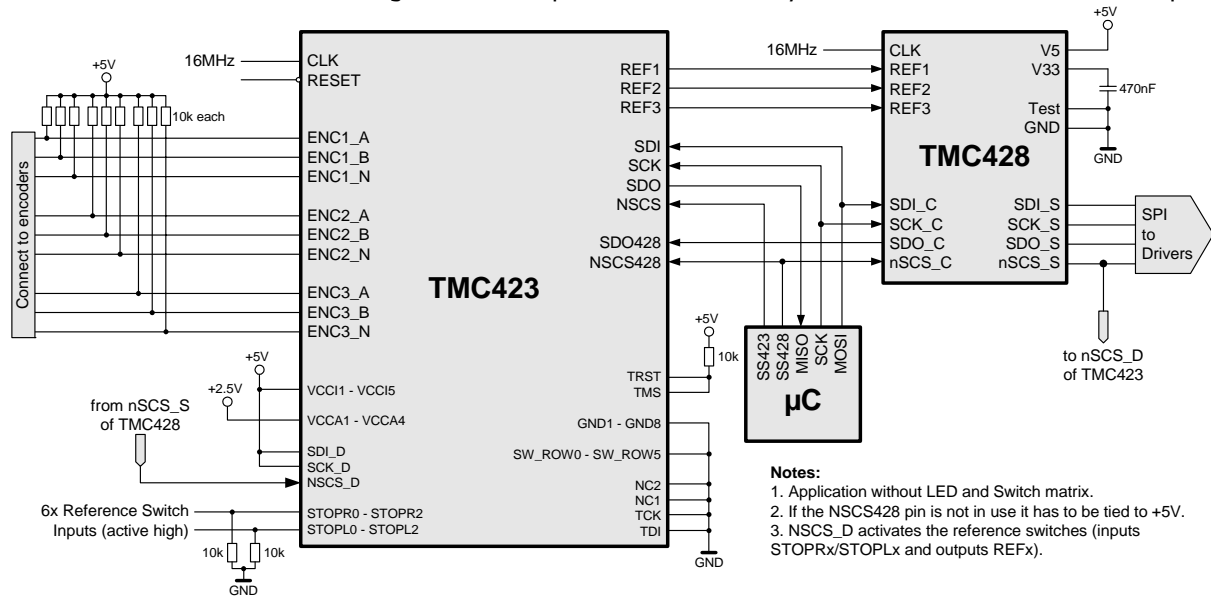 +5V
10k each
Connect to encoders
16MHz
CLK
RESET
ENC1_A
ENC1_B
ENC1_N
ENC2_A
ENC2_B
ENC2_N
ENC3_A
ENC3_B
ENC3_N
+5V
+2.5V
VCCI1 - VCCI5
VCCA1 - VCCA4
from nSCS_S
of TMC428
SDI_D
SCK_D
NSCS_D
6x Reference Switch
Inputs (active high)
STOPR0 - STOPR2
STOPL0 - STOPL2
10k
10k
GND
TMC423
REF1
REF2
REF3
SDI
SCK
SDO
NSCS
SDO428
NSCS428
+5V
10k
TRST
TMS
GND1 - GND8
SW_ROW0 - SW_ROW5
NC2
NC1
TCK
TDI
GND
SS423
SS428
MISO
SCK
MOSI
µC
16MHz
CLK
REF1
REF2
REF3
TMC428
SDI_C
SCK_C
SDO_C
nSCS_C
V5
V33
Test
GND
+5V
470nF
GND
SDI_S
SCK_S
SDO_S
nSCS_S
SPI
to
Drivers
to nSCS_D
of TMC423
Notes:
1. Application without LED and Switch matrix.
2. If the NSCS428 pin is not in use it has to be tied to +5V.
3. NSCS_D activates the reference switches (inputs
STOPRx/STOPLx and outputs REFx).